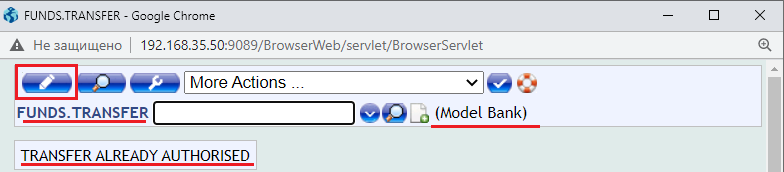 FUNDS.TRANSFER - Google Chrome
Не защищено 192.168.35.50:9089/BrowserWeb/servlet/BrowserServlet
More Actions ...
FUNDS.TRANSFER (Model Bank)
TRANSFER ALREADY AUTHORISED